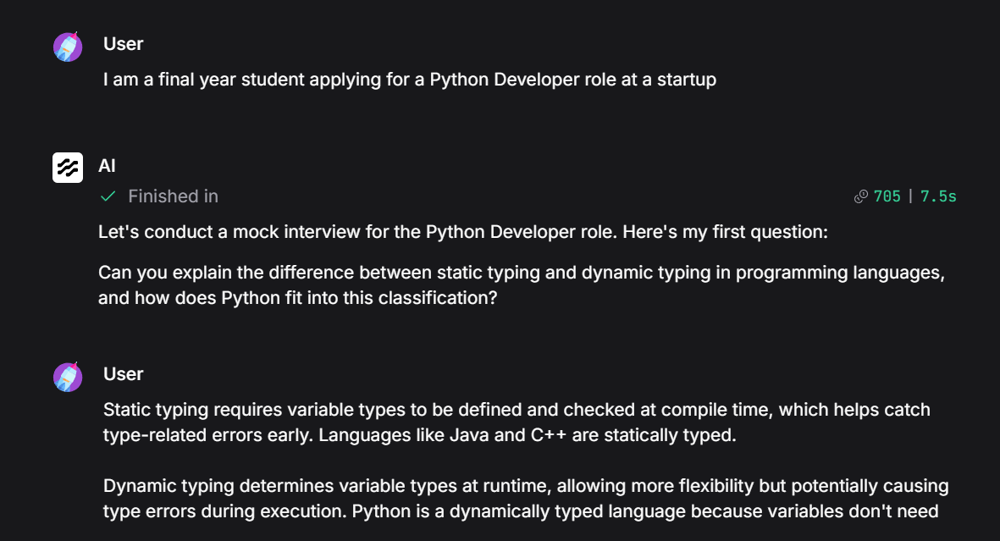 User
I am a final year student applying for a Python Developer role at a startup
AI
Finished in
705 | 7.5s
Let's conduct a mock interview for the Python Developer role. Here's my first question:
Can you explain the difference between static typing and dynamic typing in programming languages,
and how does Python fit into this classification?
User
Static typing requires variable types to be defined and checked at compile time, which helps catch
type-related errors early. Languages like Java and C++ are statically typed.
Dynamic typing determines variable types at runtime, allowing more flexibility but potentially causing
type errors during execution. Python is a dynamically typed language because variables don't need